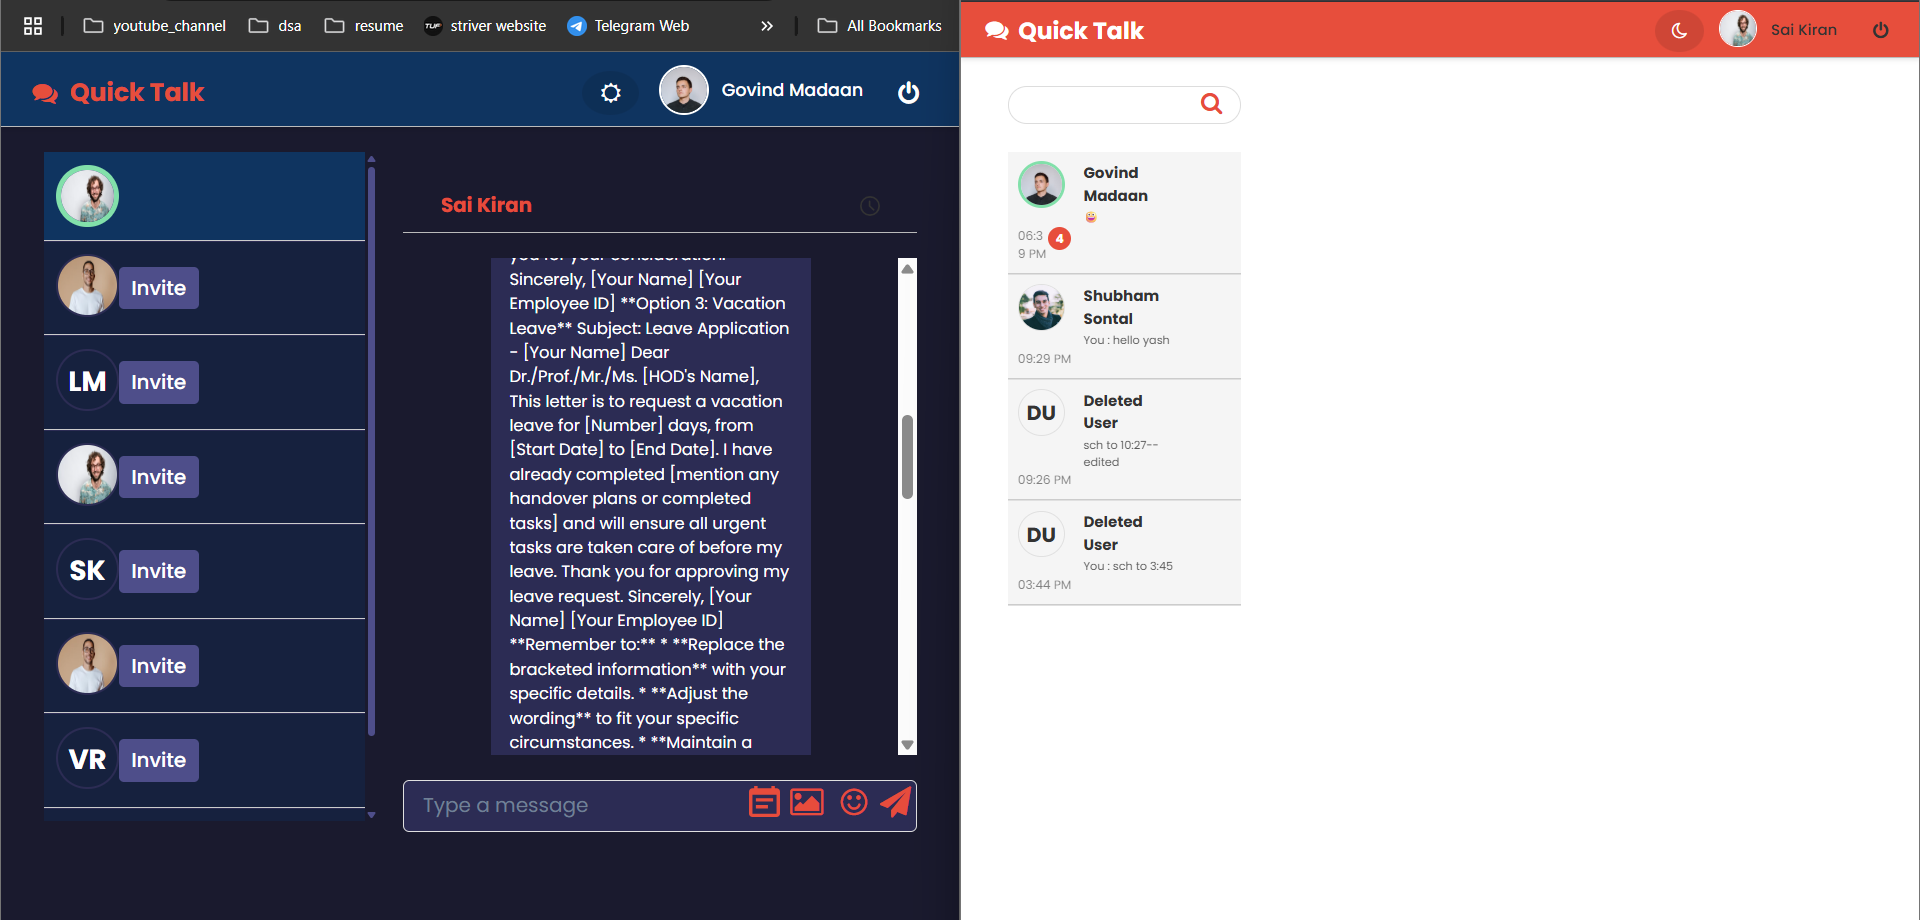 youtube_channel
dsa
resume
TUF
striver website
Telegram Web
»
All Bookmarks
Quick Talk
Govind Madaan
Invite
LM
Invite
Invite
SK
Invite
Invite
VR
Invite
Sai Kiran
you for your consideration.
Sincerely, [Your Name] [Your
Employee ID] **Option 3: Vacation
Leave** Subject: Leave Application
- [Your Name] Dear
Dr./Prof./Mr./Ms. [HOD's Name],
This letter is to request a vacation
leave for [Number] days, from
[Start Date] to [End Date]. I have
already completed [mention any
handover plans or completed
tasks] and will ensure all urgent
tasks are taken care of before my
leave. Thank you for approving my
leave request. Sincerely, [Your
Name] [Your Employee ID]
**Remember to:** * **Replace the
bracketed information** with your
specific details. * **Adjust the
wording** to fit your specific
circumstances. * **Maintain a
Type a message
Quick Talk
Sai Kiran
Govind
Madaan
😀
06:3
9 PM
4
Shubham
Sontal
You : hello yash
09:29 PM
DU
Deleted
User
sch to 10:27--
edited
09:26 PM
DU
Deleted
User
You : sch to 3:45
03:44 PM